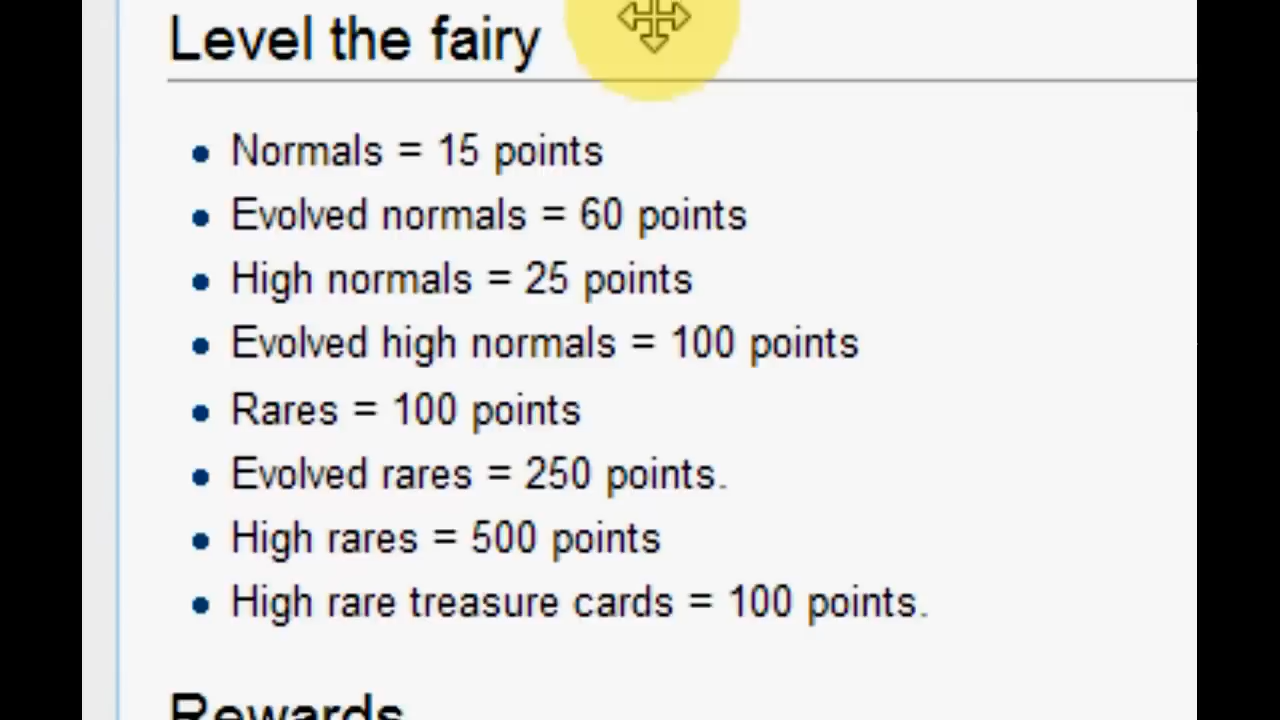 Level the fairy
Normals = 15 points
Evolved normals = 60 points
High normals = 25 points
Evolved high normals = 100 points
Rares = 100 points
Evolved rares = 250 points.
High rares = 500 points
High rare treasure cards = 100 points.
Rewards